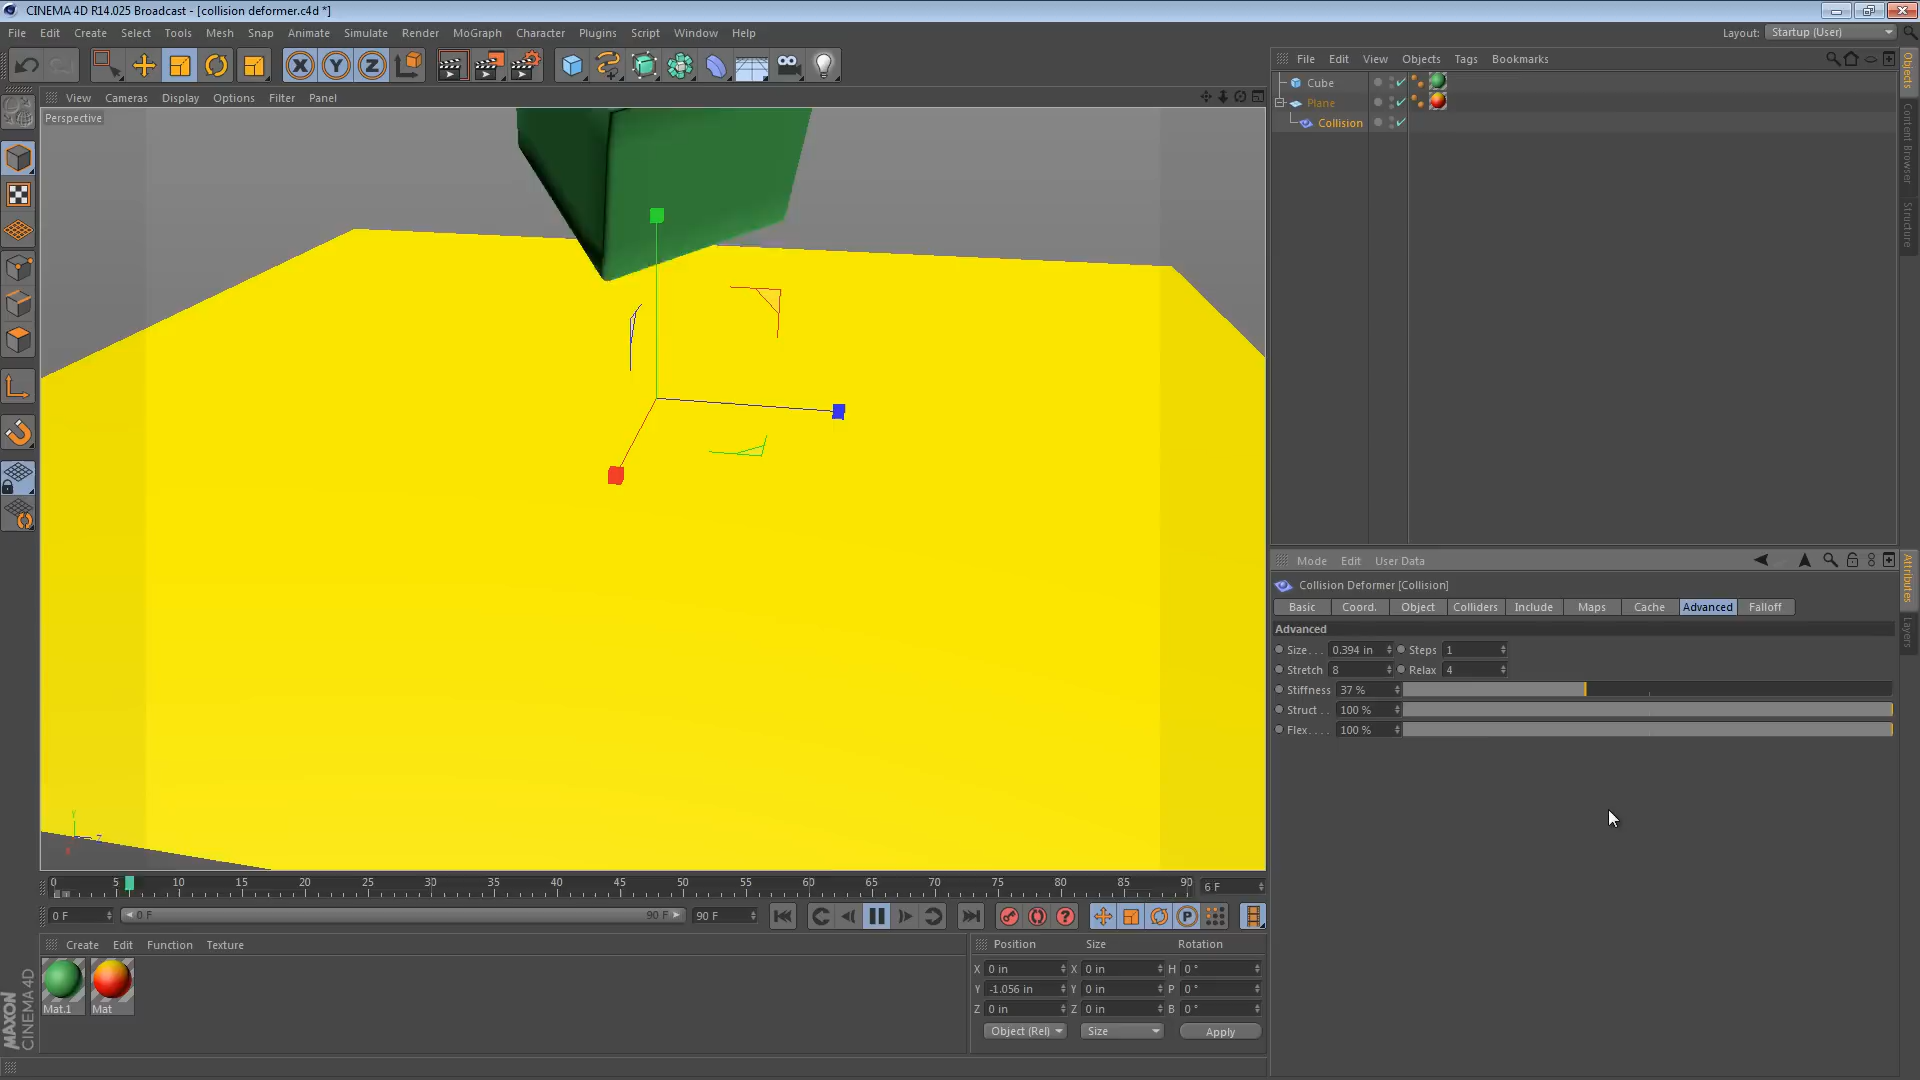 CINEMA 4D R14.025 Broadcast - [collision deformer.c4d *]
File Edit Create Select Tools Mesh Snap Animate Simulate Render MoGraph Character Plugins Script Window Help
Layout: Startup (User)
View Cameras Display Options Filter Panel
Perspective
File Edit View Objects Tags Bookmarks
Cube
Plane
Collision
Objects
Content Browser
Structure
Mode Edit User Data
Collision Deformer [Collision]
Basic Coord. Object Colliders Include Maps Cache Advanced Falloff
Advanced
Size... 0.394 in Steps 1
Stretch 8 Relax 4
Stiffness 37 %
Struct .. 100 %
Flex.... 100 %
Attributes
Layers
Y
Z
0 5 10 15 20 25 30 35 40 45 50 55 60 65 70 75 80 85 90 6 F
0 F 0 F 90 F 90 F
Create Edit Function Texture
Mat.1 Mat
Position Size Rotation
X 0 in X 0 in H 0 °
Y -1.056 in Y 0 in P 0 °
Z 0 in Z 0 in B 0 °
Object (Rel) Size Apply
MAXON
CINEMA 4D